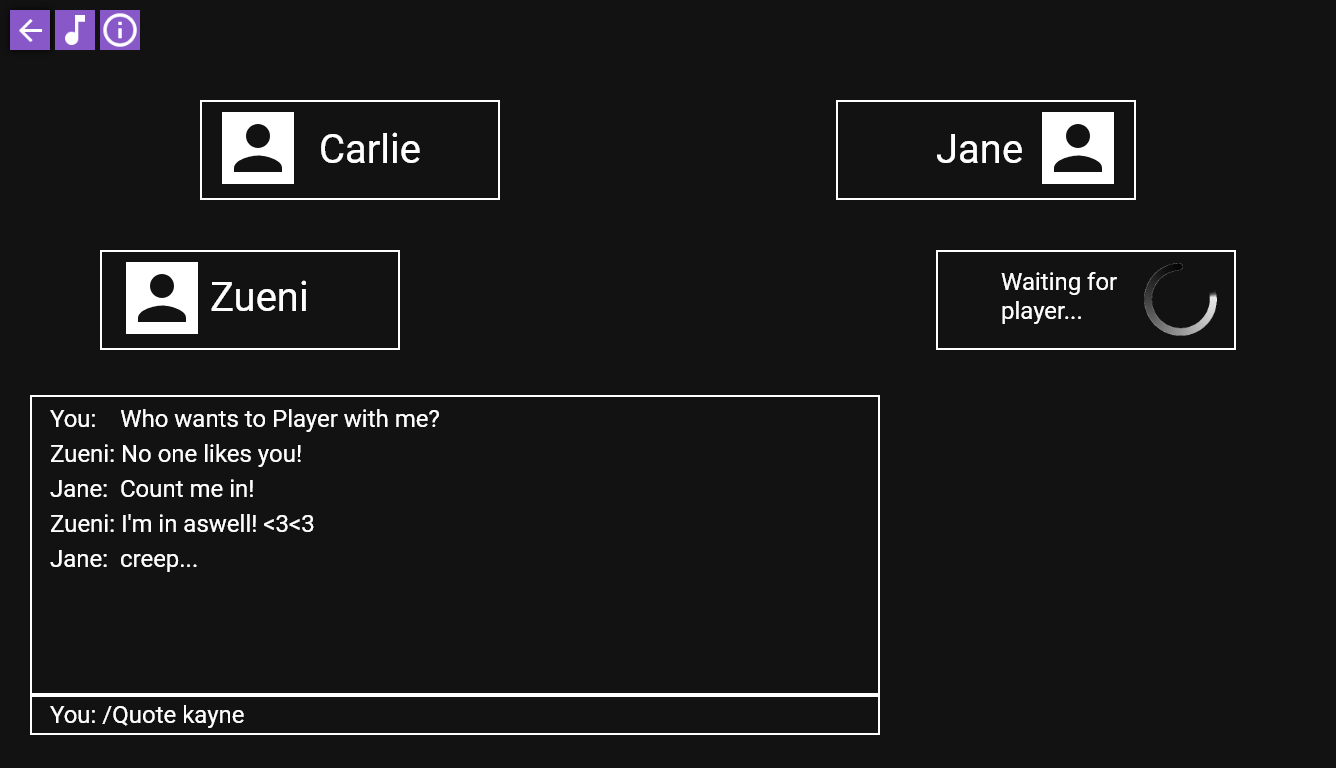 Carlie
Jane
Zueni
Waiting for
player...
You: Who wants to Player with me?
Zueni: No one likes you!
Jane: Count me in!
Zueni: I'm in aswell! <3<3
Jane: creep...
You: /Quote kayne